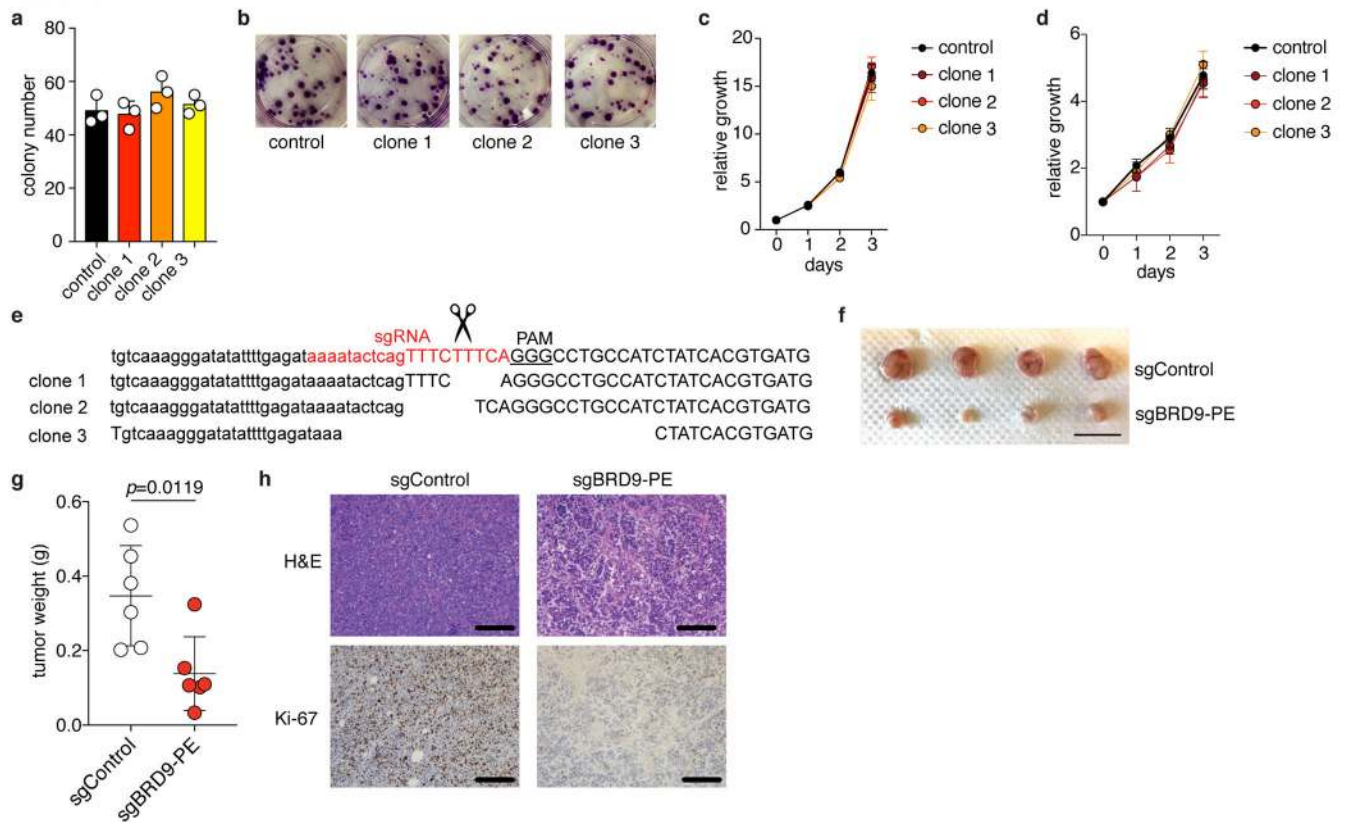 a
80
60
40
20
0
colony number
control
clone 1
clone 2
clone 3
b
control
clone 1
clone 2
clone 3
c
20
15
10
5
0
relative growth
0 1 2 3
days
control
clone 1
clone 2
clone 3
d
6
4
2
0
relative growth
0 1 2 3
days
control
clone 1
clone 2
clone 3
e
sgRNA PAM
tgtcaaagggatatattttgagataaaatactcagTTTCTTTCAGGGCCTGCCATCTATCACGTGATG
clone 1 tgtcaaagggatatattttgagataaaatactcagTTTC AGGGCCTGCCATCTATCACGTGATG
clone 2 tgtcaaagggatatattttgagataaaatactcag TCAGGGCCTGCCATCTATCACGTGATG
clone 3 Tgtcaaagggatatattttgagataaa CTATCACGTGATG
f
sgControl
sgBRD9-PE
g
p=0.0119
0.6
0.4
0.2
0.0
tumor weight (g)
sgControl
sgBRD9-PE
h
sgControl sgBRD9-PE
H&E
Ki-67